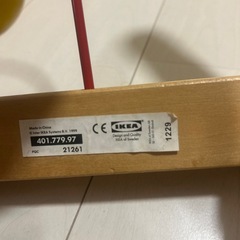 Made in China
© Inter IKEA Systems B.V. 1999
401.779.97
21261
CE
IKEA
Design and Quality
IKEA of Sweden
1229